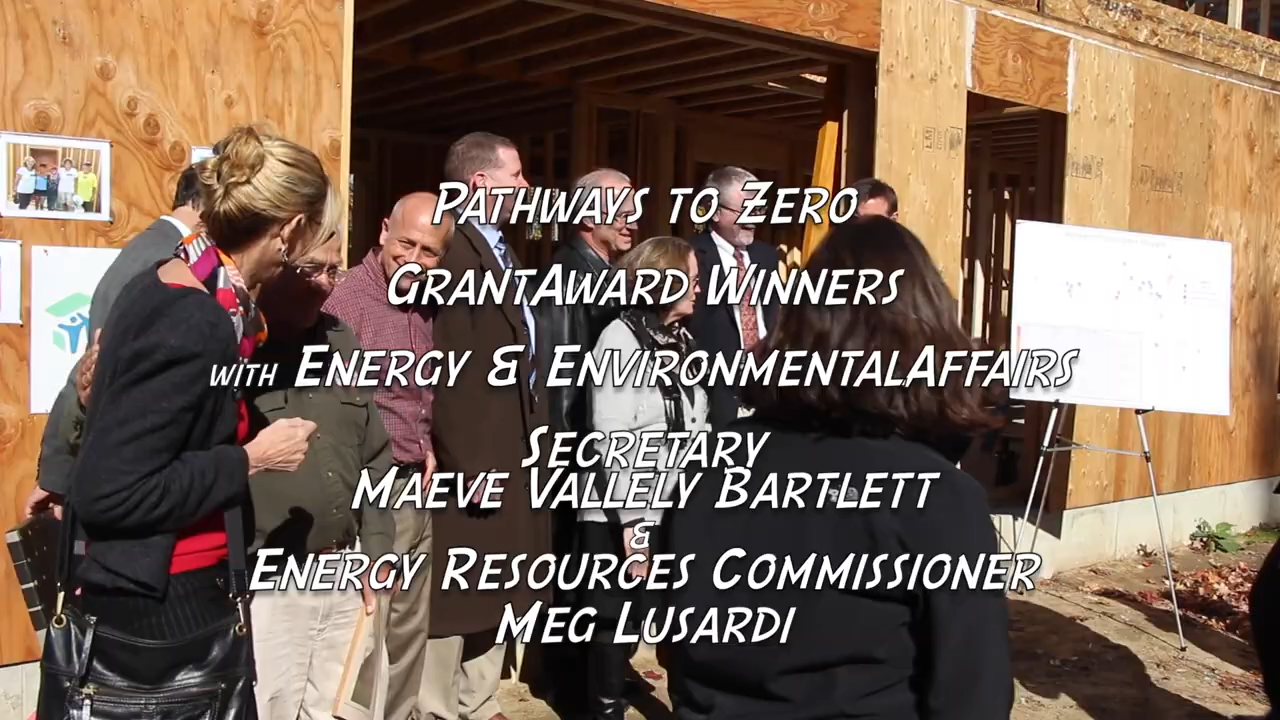 Pathways to Zero
GrantAward Winners
with Energy & EnvironmentalAffairs
Secretary
Maeve Vallely Bartlett
&
Energy Resources Commissioner
Meg Lusardi